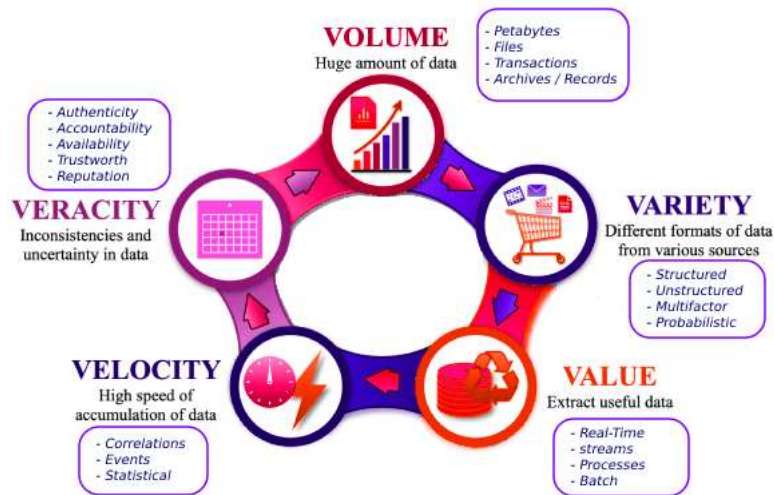 VOLUME
Huge amount of data
- Petabytes
- Files
- Transactions
- Archives / Records
- Authenticity
- Accountability
- Availability
- Trustworth
- Reputation
VERACITY
Inconsistencies and
uncertainty in data
VARIETY
Different formats of data
from various sources
- Structured
- Unstructured
- Multifactor
- Probabilistic
VELOCITY
High speed of
accumulation of data
- Correlations
- Events
- Statistical
VALUE
Extract useful data
- Real-Time
- streams
- Processes
- Batch